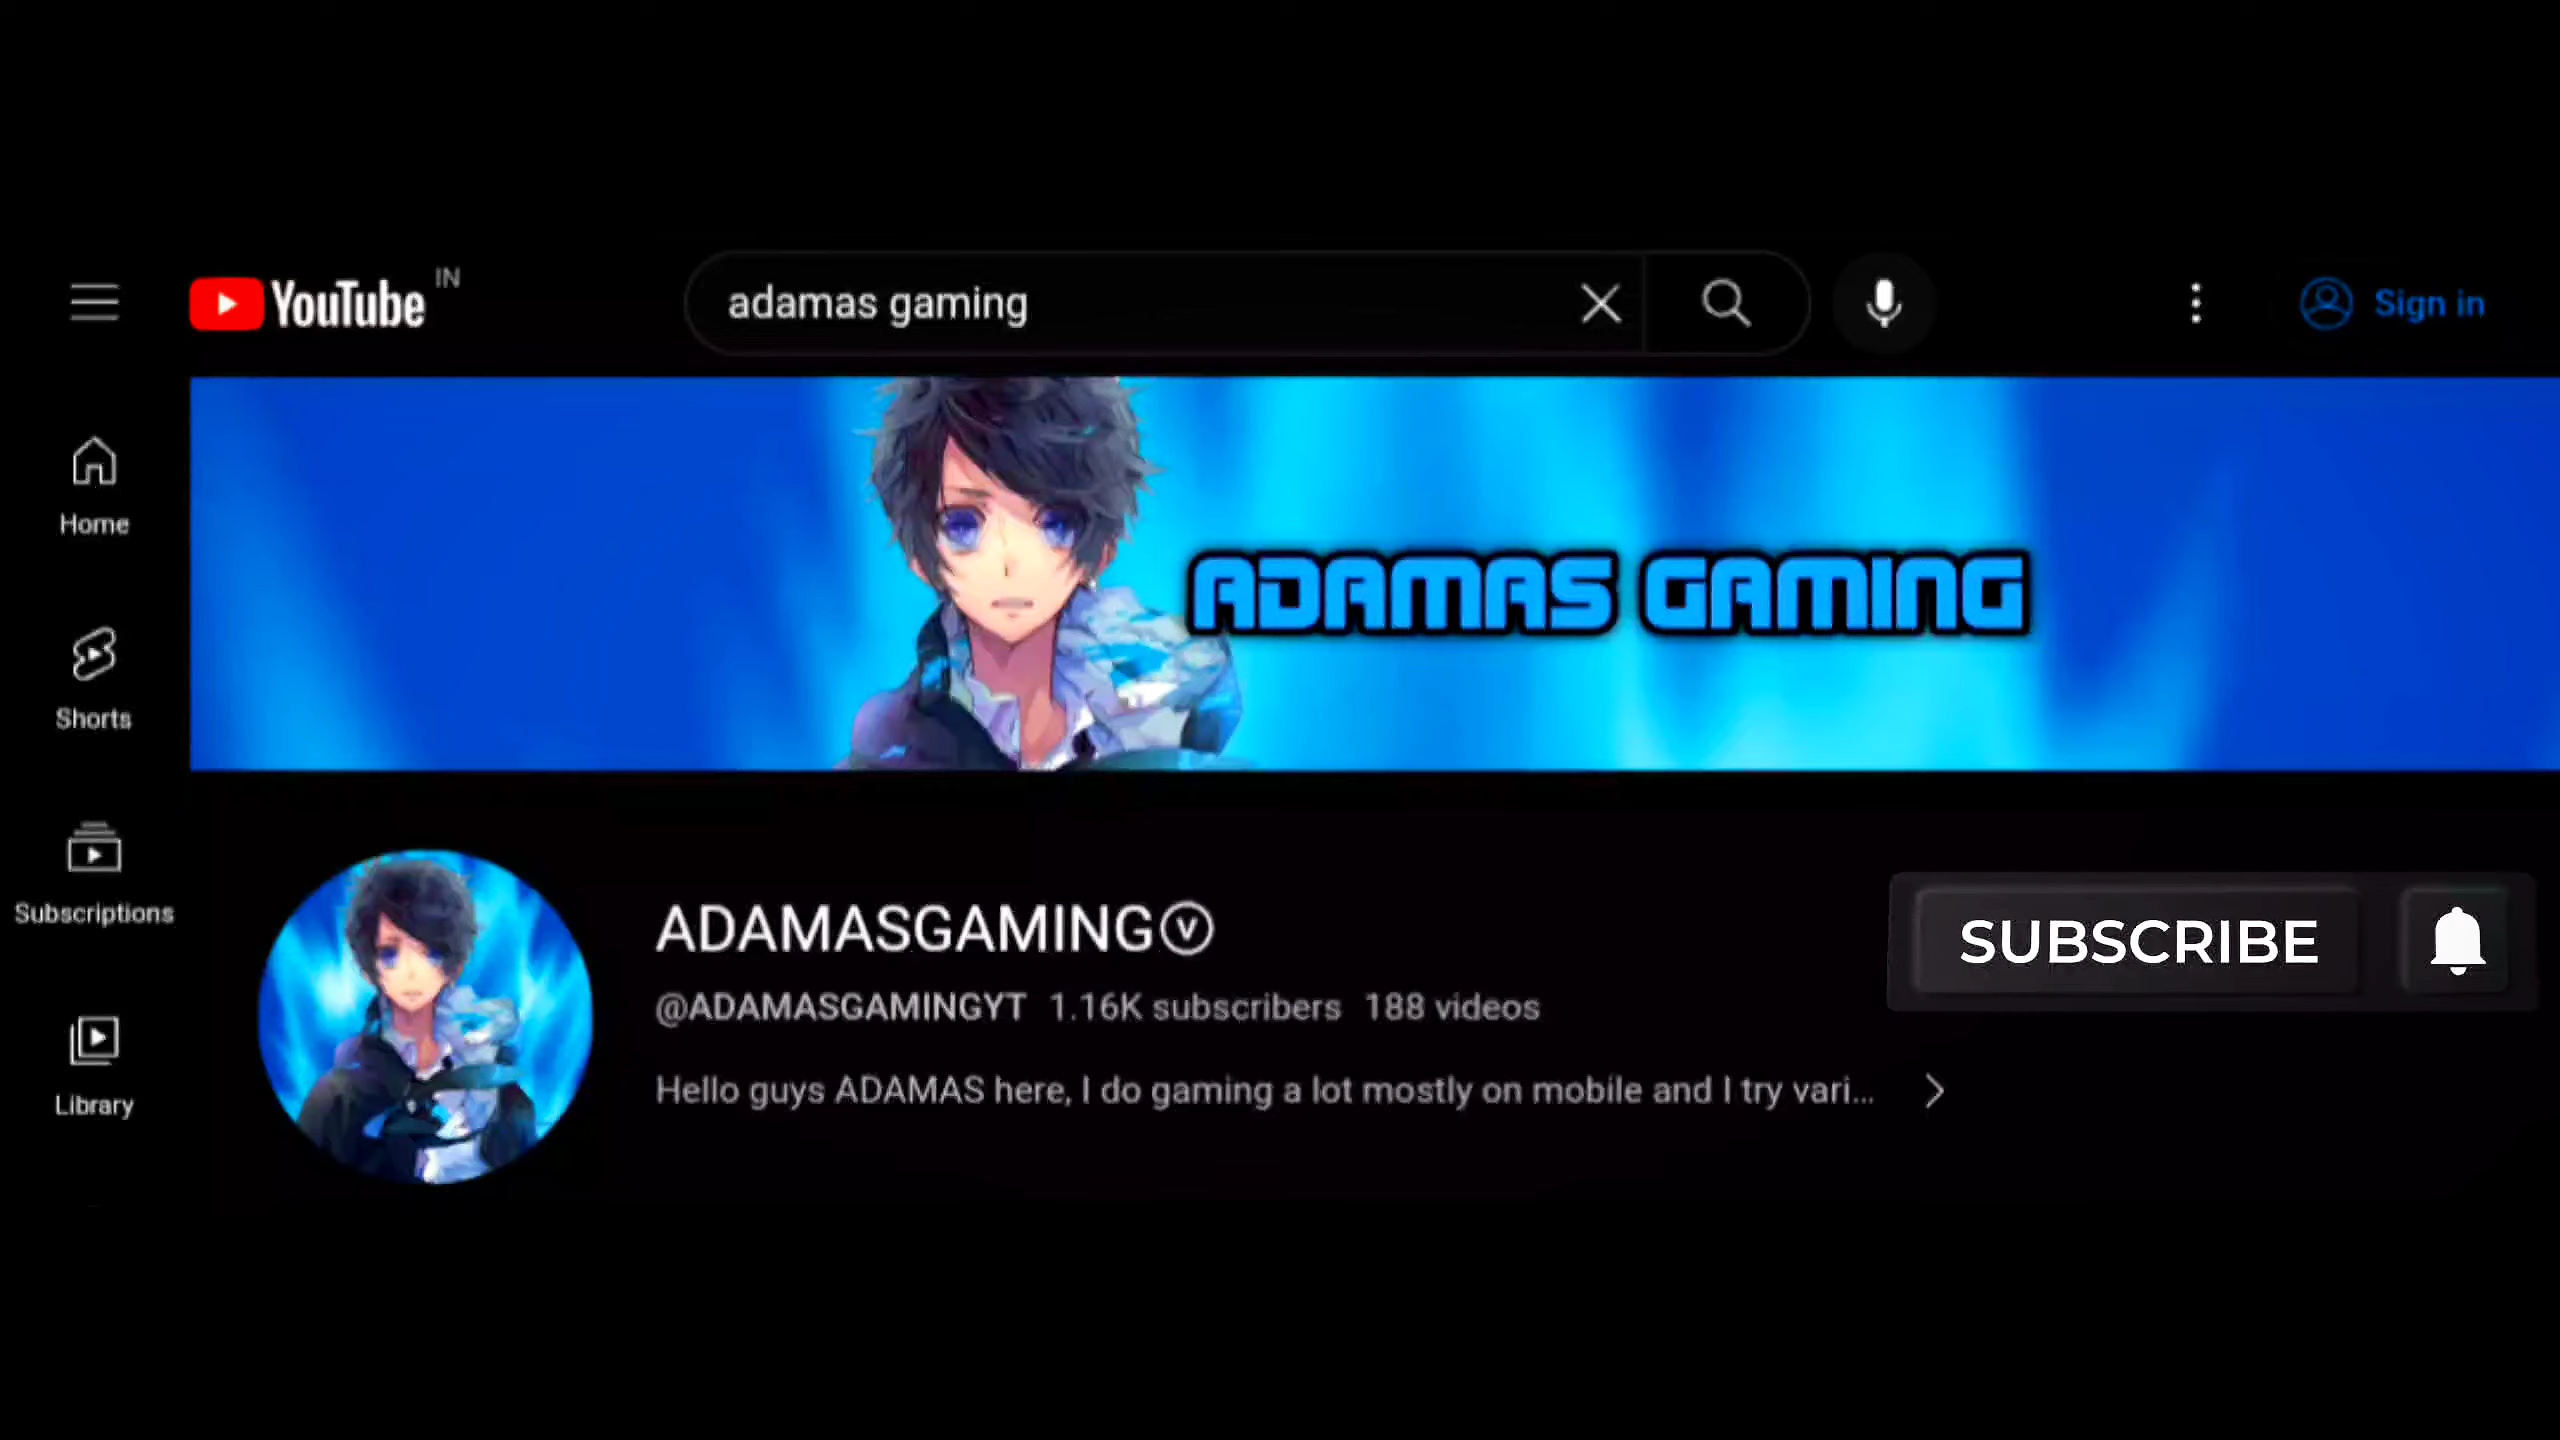 YouTube IN
adamas gaming
Sign in
Home
Shorts
Subscriptions
Library
ADAMAS GAMING
ADAMASGAMINGⓥ
@ADAMASGAMINGYT 1.16K subscribers 188 videos
Hello guys ADAMAS here, I do gaming a lot mostly on mobile and I try vari...
SUBSCRIBE